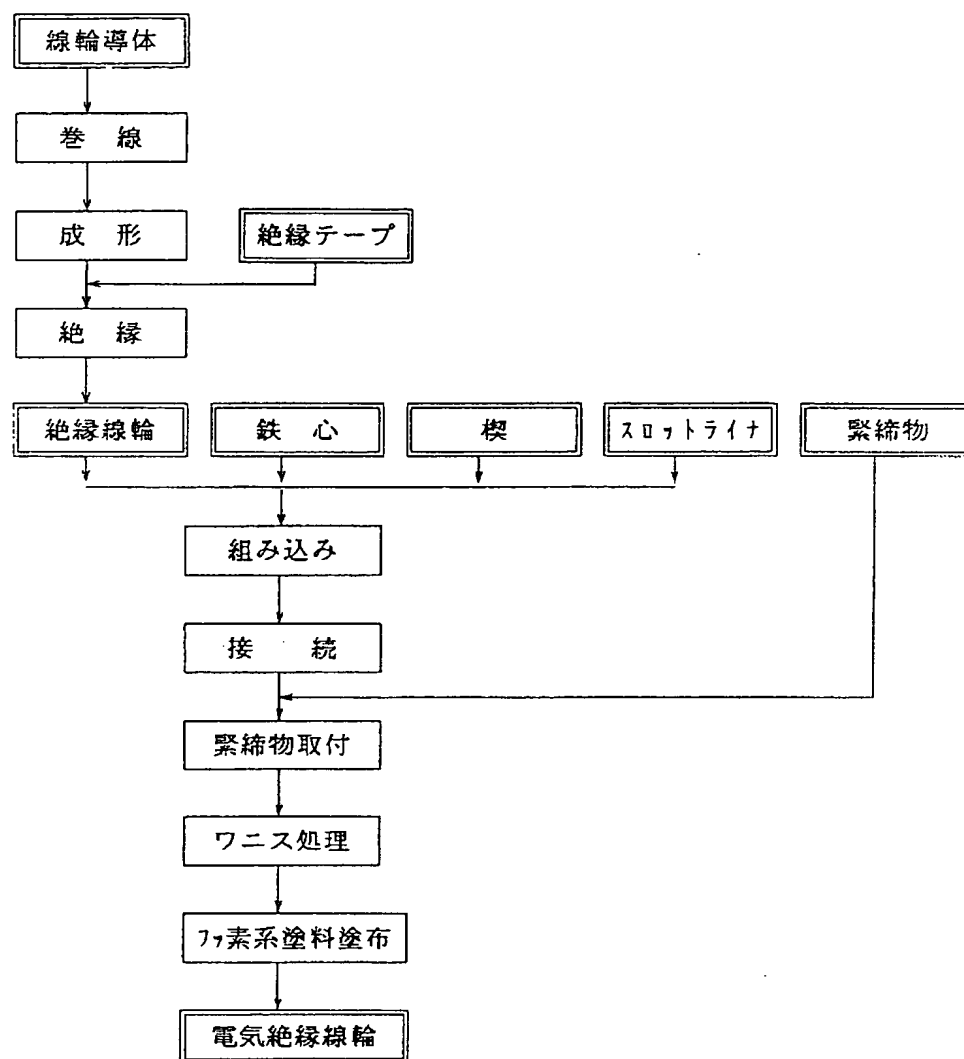 線輪導体
巻 線
成 形
絶縁テープ
絶 縁
絶縁線輪
鉄 心
楔
スロットライナ
緊締物
組み込み
接 続
緊締物取付
ワニス処理
フッ素系塗料塗布
電気絶縁線輪